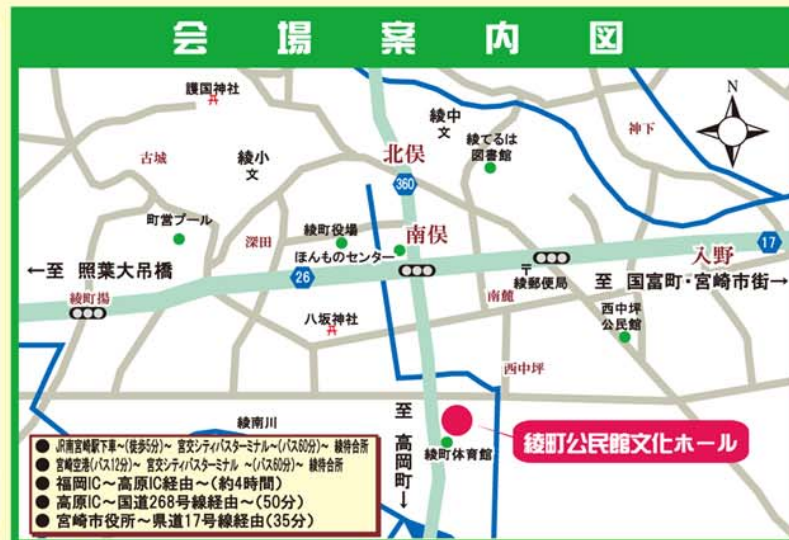 会場案内図
護国神社
N
綾中
文
神下
古城
綾小
文
北俣
綾てるは
図書館
360
町営プール
深田
綾町役場
ほんものセンター
南俣
17
入野
←至 照葉大吊橋
26
〒
綾郵便局
至 国富町・宮崎市街→
綾町揚
南麓
八坂神社
西中坪
公民館
西中坪
綾南川
至 高岡町↓
綾町公民館文化ホール
綾町体育館
● JR南宮崎駅下車~(徒歩5分)~ 宮交シティバスターミナル~(バス60分)~ 綾待合所
● 宮崎空港(バス12分)~ 宮交シティバスターミナル ~(バス60分)~ 綾待合所
● 福岡IC~高原IC経由~(約4時間)
● 高原IC~国道268号線経由~(50分)
● 宮崎市役所~県道17号線経由(35分)